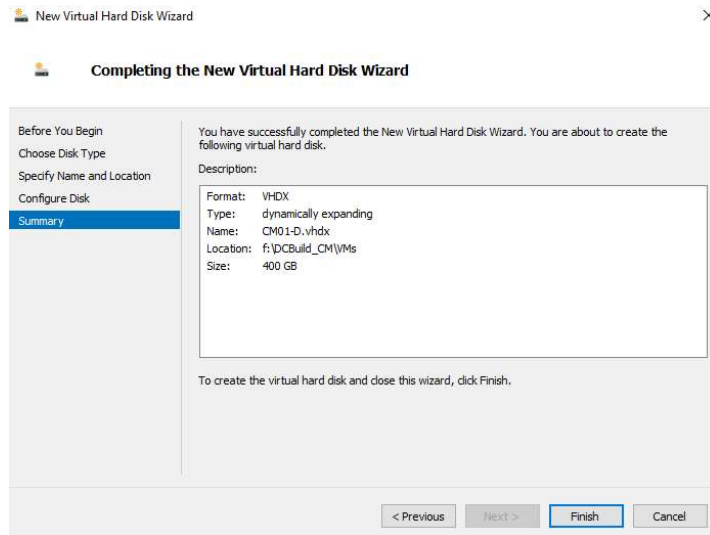 New Virtual Hard Disk Wizard
Completing the New Virtual Hard Disk Wizard
Before You Begin
Choose Disk Type
Specify Name and Location
Configure Disk
Summary
You have successfully completed the New Virtual Hard Disk Wizard. You are about to create the
following virtual hard disk.
Description:
Format: VHDX
Type: dynamically expanding
Name: CM01-D.vhdx
Location: f:\DCBuild_CM\VMs
Size: 400 GB
To create the virtual hard disk and close this wizard, click Finish.
< Previous Next > Finish Cancel